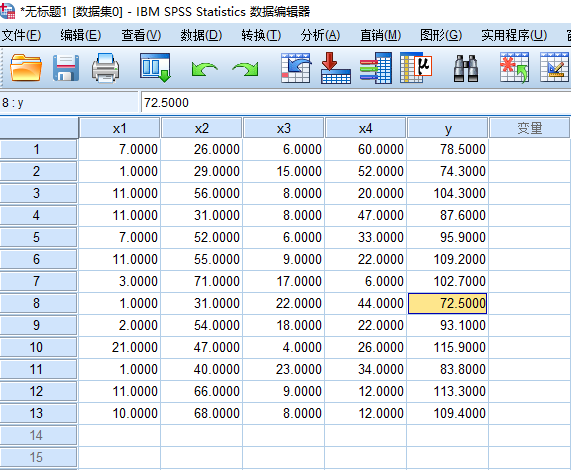 *无标题1 [数据集0] - IBM SPSS Statistics 数据编辑器
文件(F) 编辑(E) 查看(V) 数据(D) 转换(T) 分析(A) 直销(M) 图形(G) 实用程序(U)
8 : y 72.5000
x1 x2 x3 x4 y 变量
1 7.0000 26.0000 6.0000 60.0000 78.5000
2 1.0000 29.0000 15.0000 52.0000 74.3000
3 11.0000 56.0000 8.0000 20.0000 104.3000
4 11.0000 31.0000 8.0000 47.0000 87.6000
5 7.0000 52.0000 6.0000 33.0000 95.9000
6 11.0000 55.0000 9.0000 22.0000 109.2000
7 3.0000 71.0000 17.0000 6.0000 102.7000
8 1.0000 31.0000 22.0000 44.0000 72.5000
9 2.0000 54.0000 18.0000 22.0000 93.1000
10 21.0000 47.0000 4.0000 26.0000 115.9000
11 1.0000 40.0000 23.0000 34.0000 83.8000
12 11.0000 66.0000 9.0000 12.0000 113.3000
13 10.0000 68.0000 8.0000 12.0000 109.4000
14
15